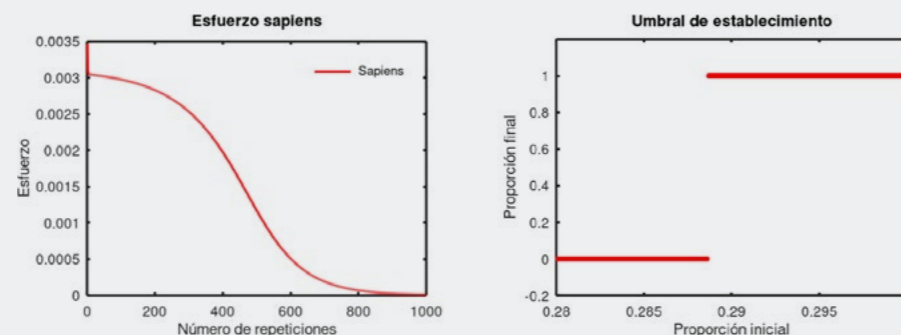 Esfuerzo sapiens
0.0035
0.003
0.0025
0.002
0.0015
0.001
0.0005
0
Esfuerzo
Sapiens
0 200 400 600 800 1000
Número de repeticiones
Umbral de establecimiento
1
0.8
0.6
0.4
0.2
0
-0.2
Proporción final
0.28 0.285 0.29 0.295
Proporción inicial